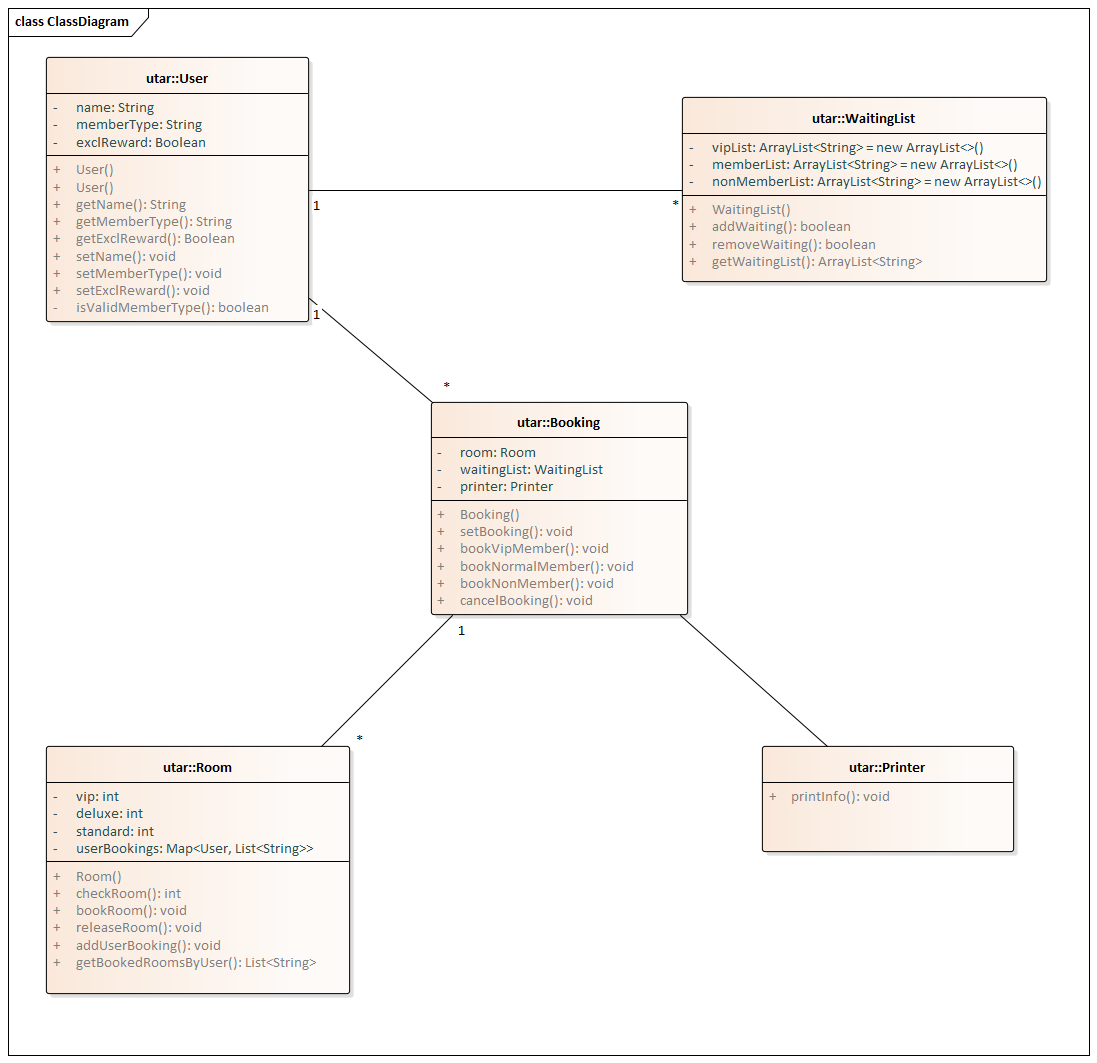 class ClassDiagram
utar::User
- name: String
- memberType: String
- exclReward: Boolean
+ User()
+ User()
+ getName(): String
+ getMemberType(): String
+ getExclReward(): Boolean
+ setName(): void
+ setMemberType(): void
+ setExclReward(): void
- isValidMemberType(): boolean
1
*
utar::WaitingList
- vipList: ArrayList<String> = new ArrayList<>()
- memberList: ArrayList<String> = new ArrayList<>()
- nonMemberList: ArrayList<String> = new ArrayList<>()
+ WaitingList()
+ addWaiting(): boolean
+ removeWaiting(): boolean
+ getWaitingList(): ArrayList<String>
1
*
utar::Booking
- room: Room
- waitingList: WaitingList
- printer: Printer
+ Booking()
+ setBooking(): void
+ bookVipMember(): void
+ bookNormalMember(): void
+ bookNonMember(): void
+ cancelBooking(): void
1
*
utar::Room
- vip: int
- deluxe: int
- standard: int
- userBookings: Map<User, List<String>>
+ Room()
+ checkRoom(): int
+ bookRoom(): void
+ releaseRoom(): void
+ addUserBooking(): void
+ getBookedRoomsByUser(): List<String>
utar::Printer
+ printInfo(): void